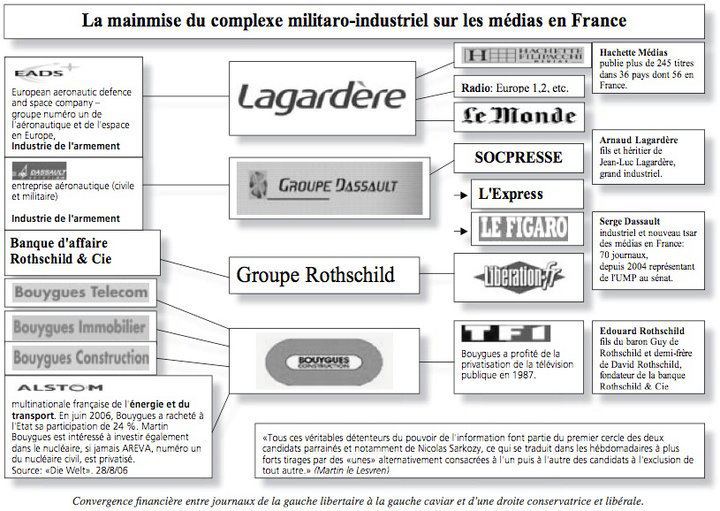 La mainmise du complexe militaro-industriel sur les médias en France
EADS
European aeronautic defence
and space company –
groupe numéro un de
l'aéronautique et de l'espace
en Europe,
Industrie de l'armement
DASSAULT
entreprise aéronautique (civile
et militaire)
Industrie de l'armement
Banque d'affaire
Rothschild & Cie
Bouygues Telecom
Bouygues Immobilier
Bouygues Construction
ALSTOM
multinationale française de l'énergie et du
transport. En juin 2006, Bouygues a racheté à
l'Etat sa participation de 24 %. Martin
Bouygues est intéressé à investir également
dans le nucléaire, si jamais AREVA, numéro un
du nucléaire civil, est privatisé.
Source: «Die Welt». 28/8/06
Lagardère
GROUPE DASSAULT
Groupe Rothschild
BOUYGUES
CONSTRUCTION
H HACHETTE
FILIPACCHI
MEDIAS
Radio: Europe 1,2, etc.
Le Monde
SOCPRESSE
L'Express
LE FIGARO
Libération.fr
TF1
Bouygues a profité de la
privatisation de la télévision
publique en 1987.
Hachette Médias
publie plus de 245 titres
dans 36 pays dont 56 en
France.
Arnaud Lagardère
fils et héritier de
Jean-Luc Lagardère,
grand industriel.
Serge Dassault
industriel et nouveau tsar
des médias en France:
70 journaux,
depuis 2004 représentant
de l'UMP au sénat.
Edouard Rothschild
fils du baron Guy de
Rothschild et demi-frère
de David Rothschild,
fondateur de la banque
Rothschild & Cie
«Tous ces véritables détenteurs du pouvoir de l'information font partie du premier cercle des deux
candidats parrainés et notamment de Nicolas Sarkozy, ce qui se traduit dans les hébdomadaires à plus
forts tirages par des «unes» alternativement consacrées à l'un puis à l'autre des candidats à l'exclusion de
tout autre.» (Martin le Lesvren)
Convergence financière entre journaux de la gauche libertaire à la gauche caviar et d'une droite conservatrice et libérale.